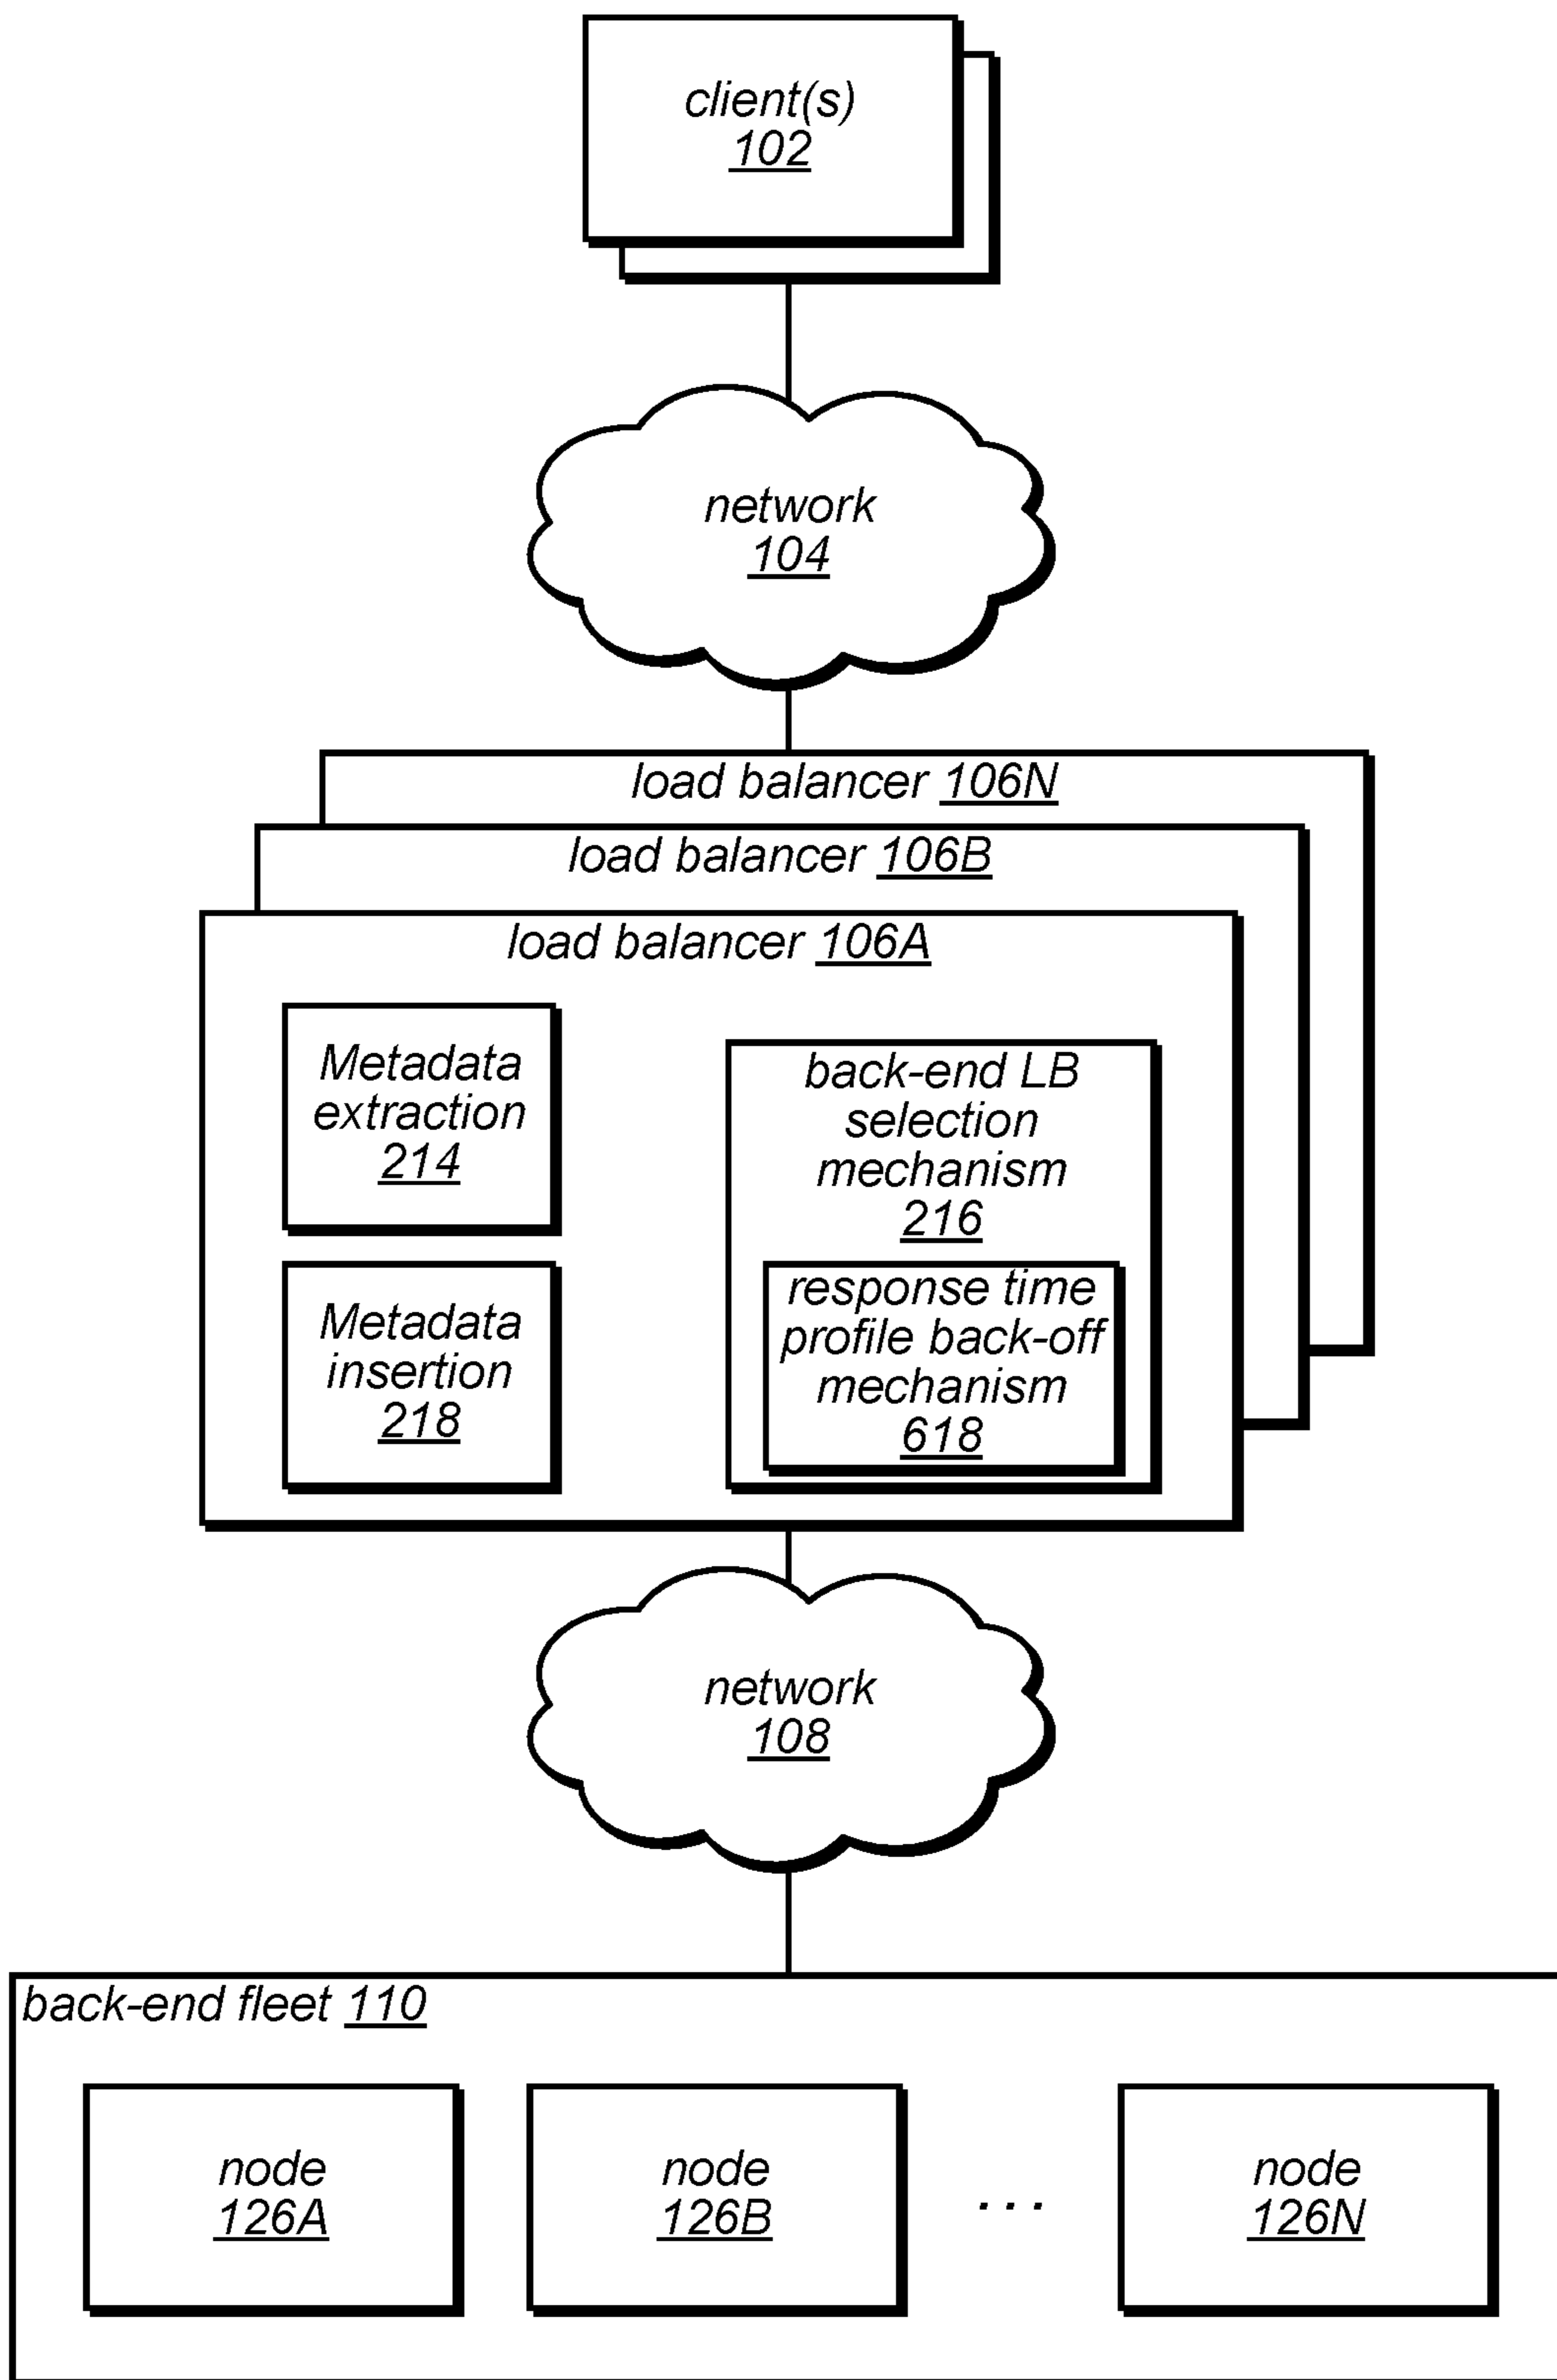 client(s)
102
network
104
load balancer 106N
load balancer 106B
load balancer 106A
Metadata
extraction
214
back-end LB
selection
mechanism
216
Metadata
insertion
218
response time
profile back-off
mechanism
618
network
108
back-end fleet 110
node
126A
node
126B
...
node
126N